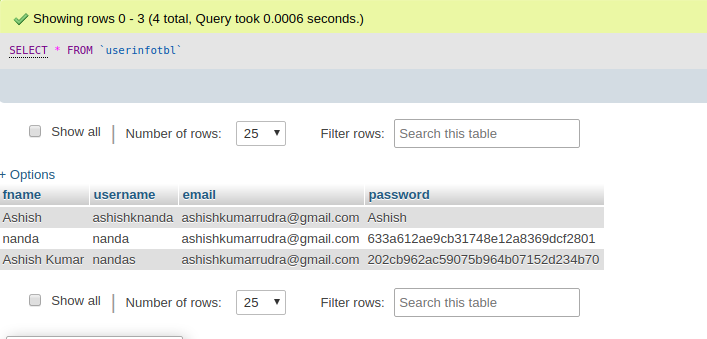 Showing rows 0 - 3 (4 total, Query took 0.0006 seconds.)
SELECT * FROM `userinfotbl`
Show all | Number of rows: 25 Filter rows: Search this table
+ Options
fname username email password
Ashish ashishknanda ashishkumarrudra@gmail.com Ashish
nanda nanda ashishkumarrudra@gmail.com 633a612ae9cb31748e12a8369dcf2801
Ashish Kumar nandas ashishkumarrudra@gmail.com 202cb962ac59075b964b07152d234b70
Show all | Number of rows: 25 Filter rows: Search this table